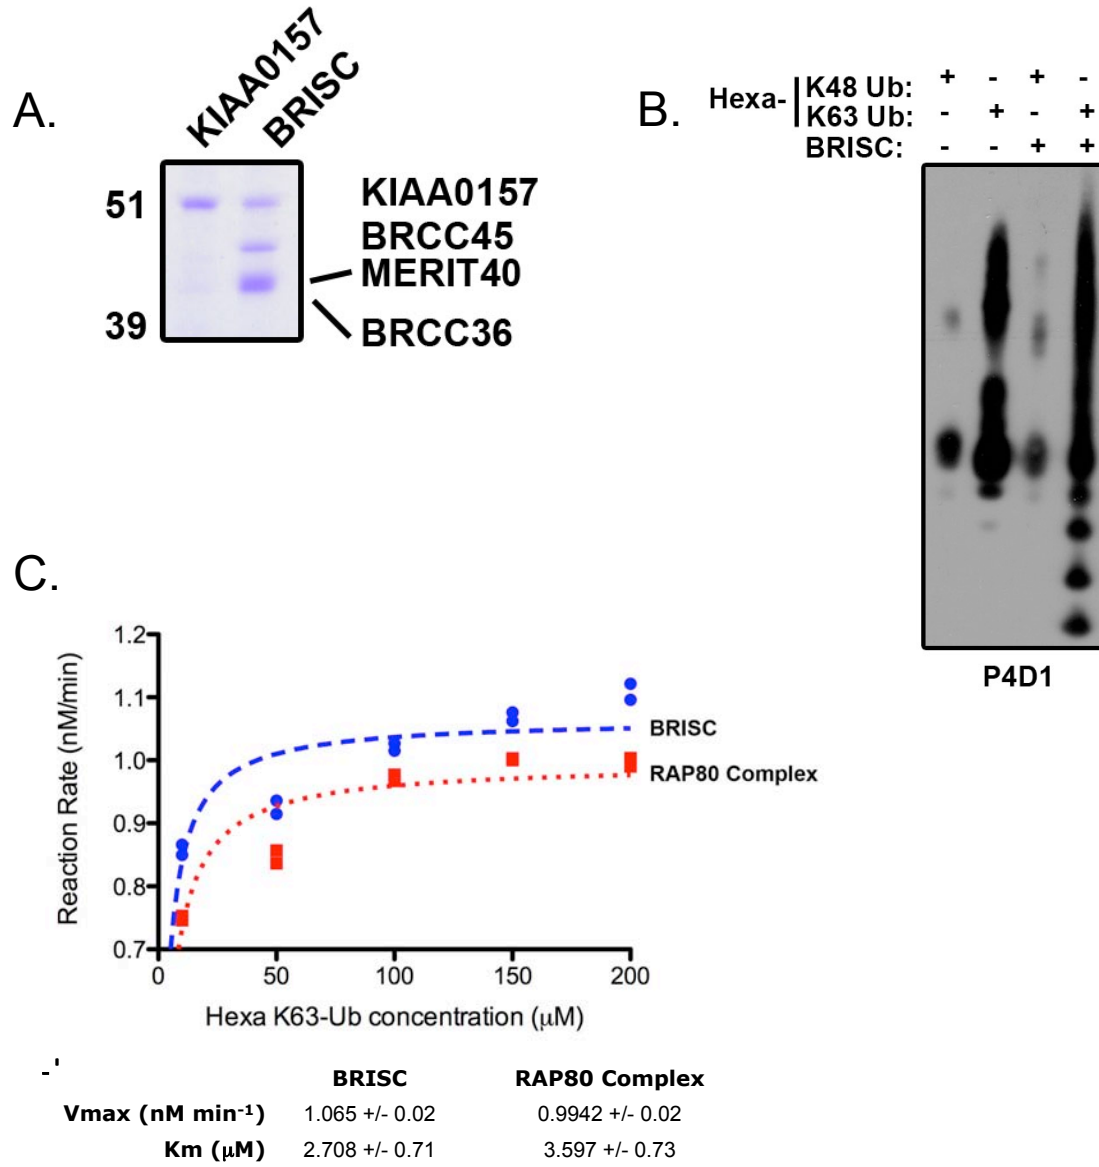 A.
KIAA0157
BRISC
51
39
KIAA0157
BRCC45
MERIT40
BRCC36
B.
Hexa-
K48 Ub: + - + -
K63 Ub: - + - +
BRISC: - - + +
P4D1
C.
Reaction Rate (nM/min)
1.2
1.1
1.0
0.9
0.8
0.7
0 50 100 150 200
Hexa K63-Ub concentration (μM)
BRISC
RAP80 Complex
BRISC RAP80 Complex
Vmax (nM min-1) 1.065 +/- 0.02 0.9942 +/- 0.02
Km (μM) 2.708 +/- 0.71 3.597 +/- 0.73